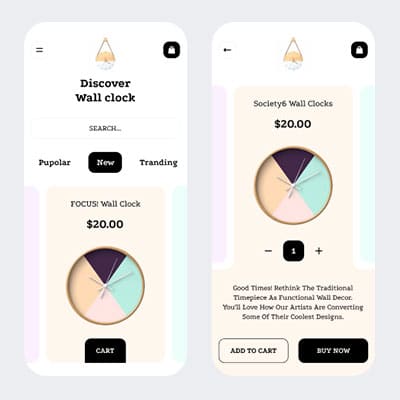 Discover
Wall clock
SEARCH...
Pupolar
New
Tranding
FOCUS! Wall Clock
$20.00
CART
Society6 Wall Clocks
$20.00
1
Good Times! Rethink The Traditional
Timepiece As Functional Wall Decor.
You'll Love How Our Artists Are Converting
Some Of Their Coolest Designs.
ADD TO CART
BUY NOW